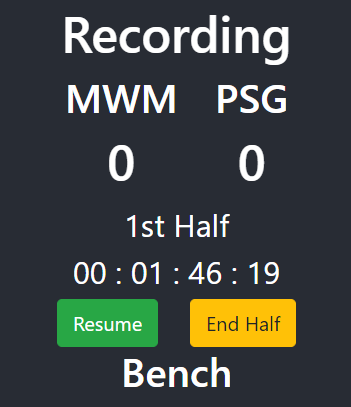 Recording
MWM PSG
0 0
1st Half
00 : 01 : 46 : 19
Resume End Half
Bench